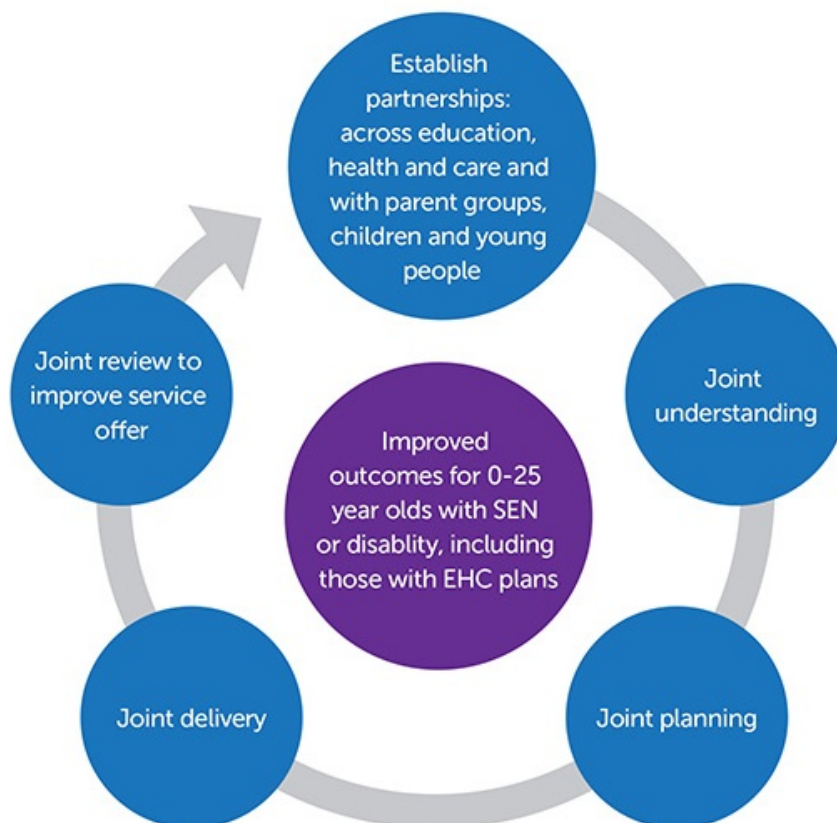 Establish
partnerships:
across education,
health and care and
with parent groups,
children and young
people
Joint
understanding
Joint planning
Joint delivery
Joint review to
improve service
offer
Improved
outcomes for 0-25
year olds with SEN
or disablity, including
those with EHC plans